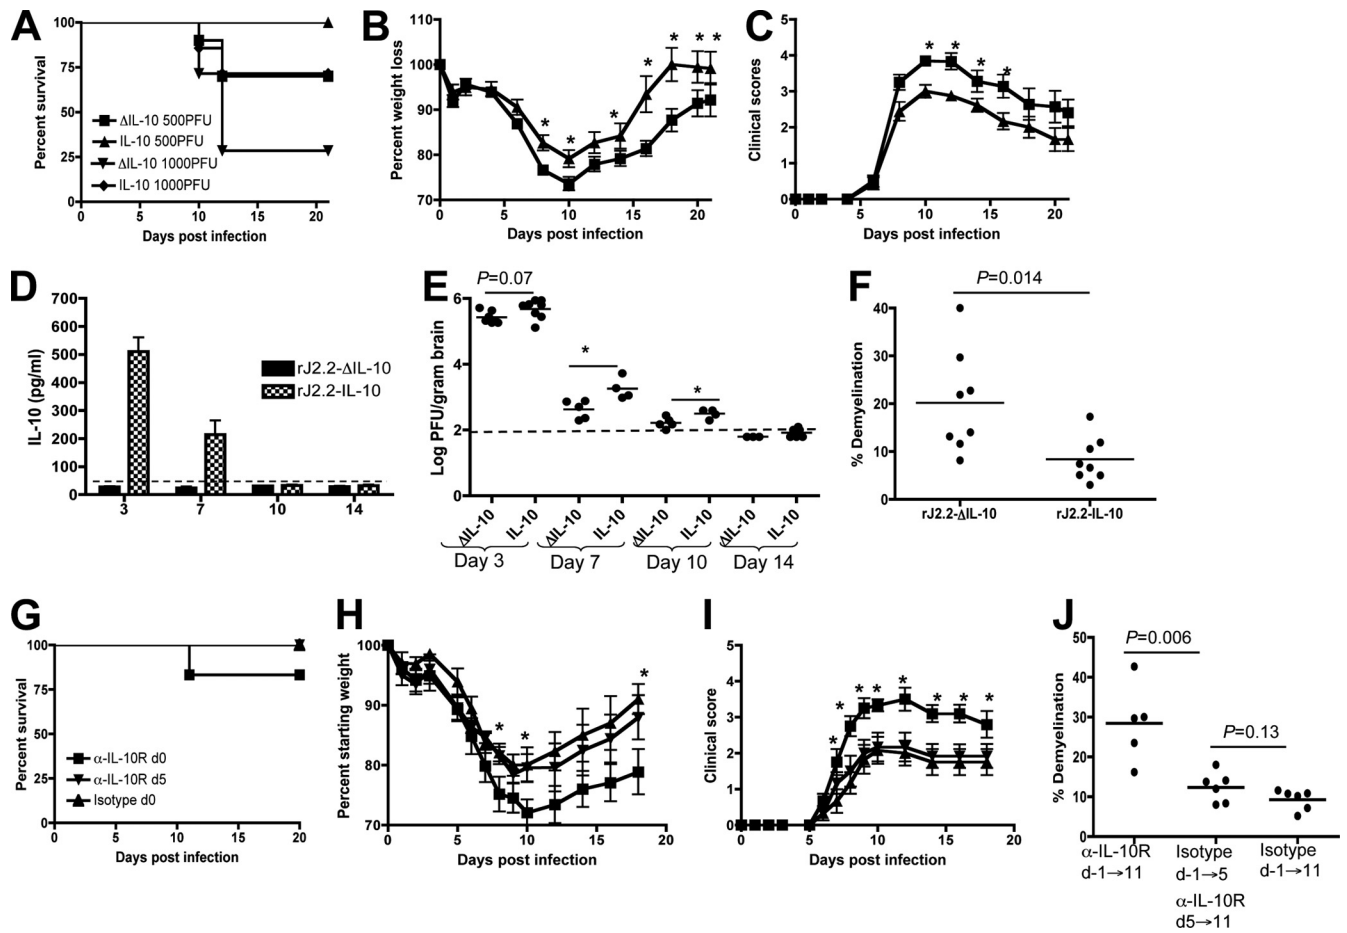 A
Percent survival
100
75
50
25
0
ΔIL-10 500PFU
IL-10 500PFU
ΔIL-10 1000PFU
IL-10 1000PFU
0 5 10 15 20
Days post infection
B
Percent weight loss
110
100
90
80
70
* * * * * * *
0 5 10 15 20
Days post infection
C
Clinical scores
5
4
3
2
1
0
* * * *
0 5 10 15 20
Days post infection
D
IL-10 (pg/ml)
700
600
500
400
300
200
100
0
rJ2.2-ΔIL-10
rJ2.2-IL-10
3 7 10 14
E
Log PFU/gram brain
P=0.07
6
4
2
0
*
*
ΔIL-10 IL-10 ΔIL-10 IL-10 ΔIL-10 IL-10 ΔIL-10 IL-10
Day 3 Day 7 Day 10 Day 14
F
% Demyelination
P=0.014
40
30
20
10
0
rJ2.2-ΔIL-10 rJ2.2-IL-10
G
Percent survival
100
75
50
25
0
α-IL-10R d0
α-IL-10R d5
Isotype d0
0 5 10 15 20
Days post infection
H
Percent starting weight
100
90
80
70
* * *
0 5 10 15 20
Days post infection
I
Clinical score
5
4
3
2
1
0
* * * * * * * *
0 5 10 15 20
Days post infection
J
% Demyelination
P=0.006
P=0.13
50
40
30
20
10
0
α-IL-10R Isotype Isotype
d-1→11 d-1→5 d-1→11
α-IL-10R
d5→11